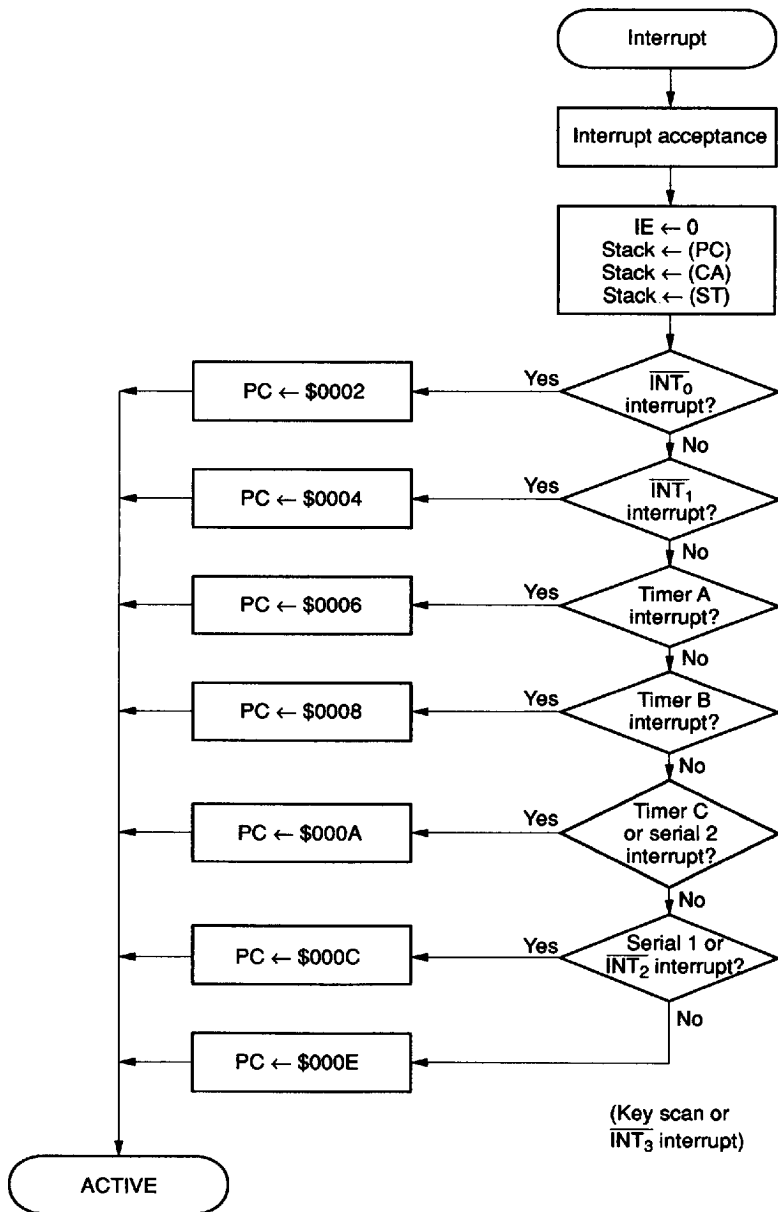 Interrupt
Interrupt acceptance
IE ← 0
Stack ← (PC)
Stack ← (CA)
Stack ← (ST)
PC ← $0002
Yes
INT0
interrupt?
No
PC ← $0004
Yes
INT1
interrupt?
No
PC ← $0006
Yes
Timer A
interrupt?
No
PC ← $0008
Yes
Timer B
interrupt?
No
PC ← $000A
Yes
Timer C
or serial 2
interrupt?
No
PC ← $000C
Yes
Serial 1 or
INT2 interrupt?
No
PC ← $000E
(Key scan or
INT3 interrupt)
ACTIVE